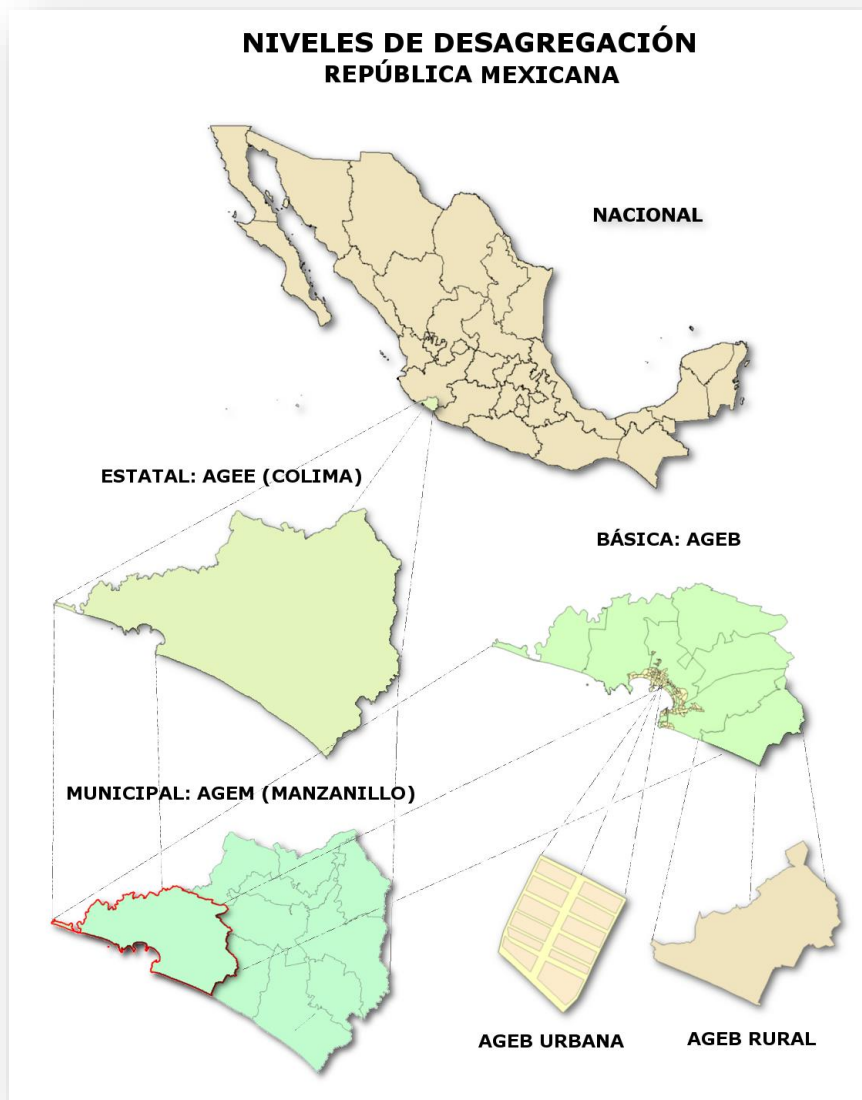 NIVELES DE DESAGREGACIÓN
REPÚBLICA MEXICANA
NACIONAL
ESTATAL: AGEE (COLIMA)
BÁSICA: AGEB
MUNICIPAL: AGEM (MANZANILLO)
AGEB URBANA
AGEB RURAL